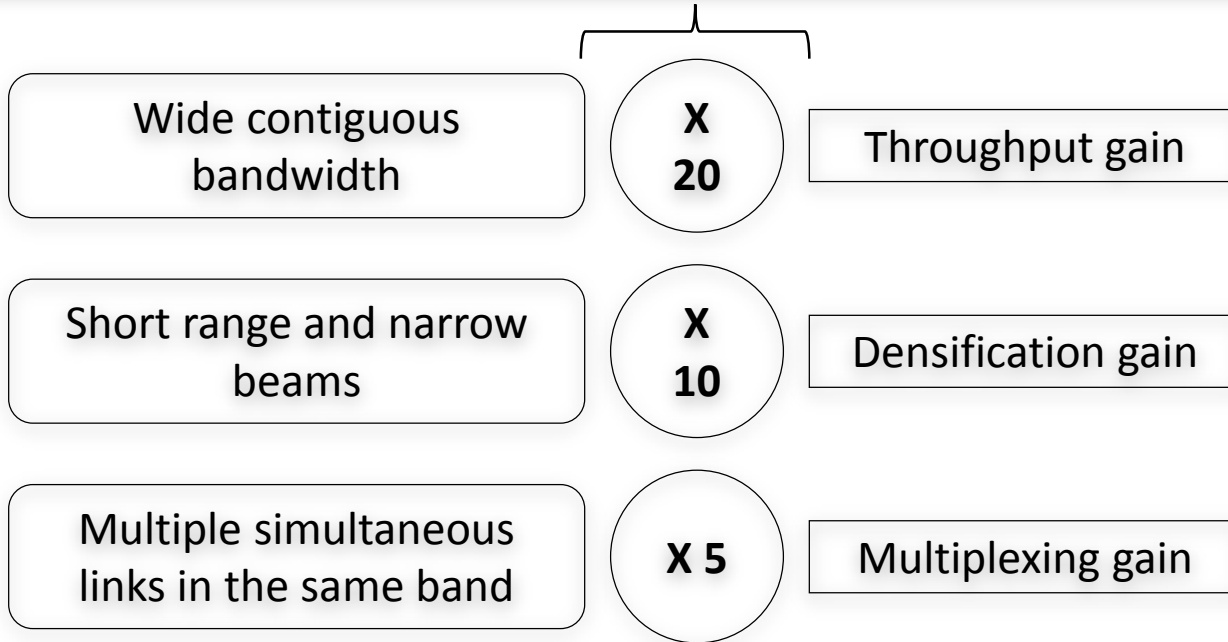 Wide contiguous
bandwidth
X
20
Throughput gain
Short range and narrow
beams
X
10
Densification gain
Multiple simultaneous
links in the same band
X 5
Multiplexing gain